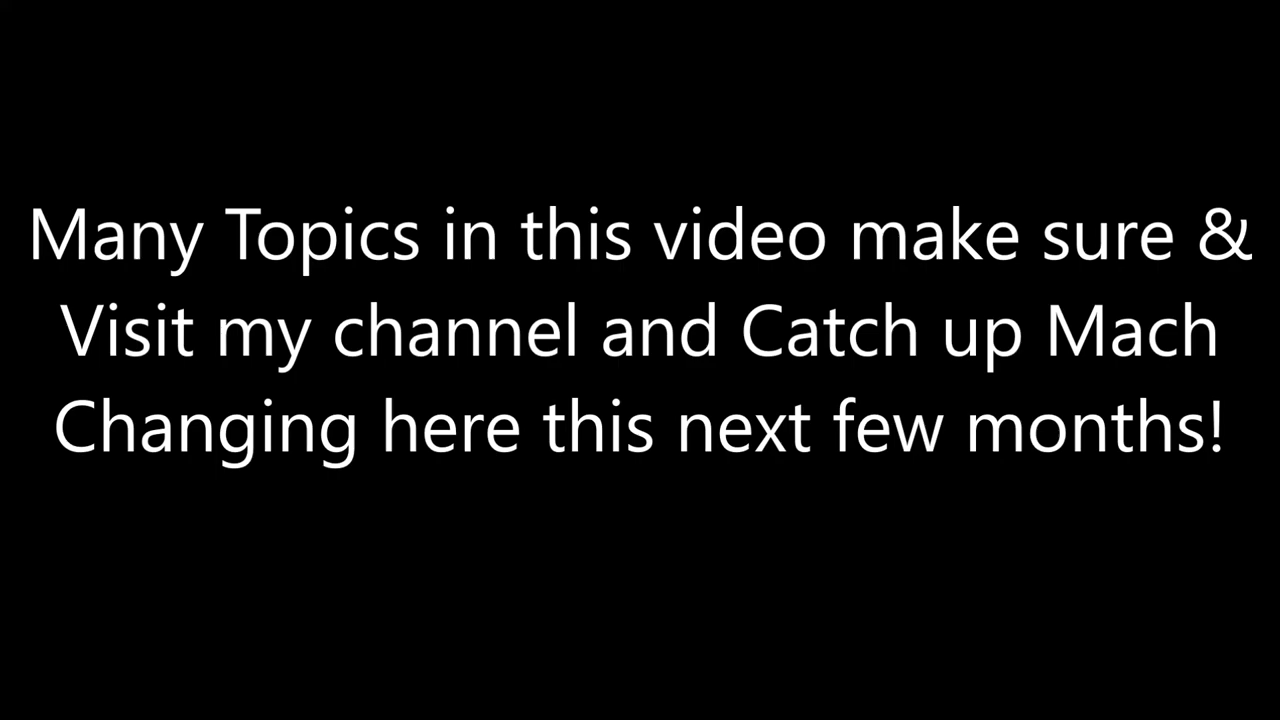 Many Topics in this video make sure &
Visit my channel and Catch up Mach
Changing here this next few months!